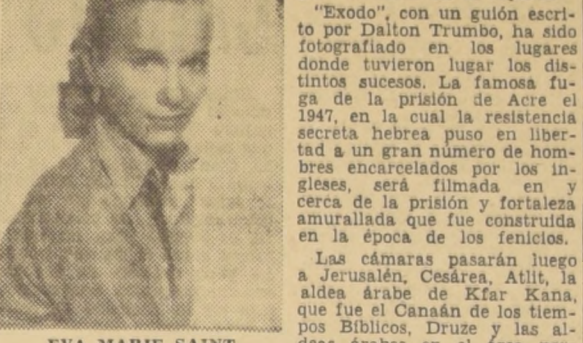 "Exodo", con un guión escri-
to por Dalton Trumbo, ha sido
fotografiado en los lugares
donde tuvieron lugar los dis-
tintos sucesos. La famosa fu-
ga de la prisión de Acre el
1947, en la cual la resistencia
secreta hebrea puso en liber-
tad a un gran número de hom-
bres encarcelados por los in-
gleses, será filmada en y
cerca de la prisión y fortaleza
amurallada que fue construida
en la época de los fenicios.
Las cámaras pasarán luego
a Jerusalén, Cesárea, Atlit, la
aldea árabe de Kfar Kana,
que fue el Canaán de los tiem-
pos Bíblicos, Druze y las al-
EVA MARIE SAINT